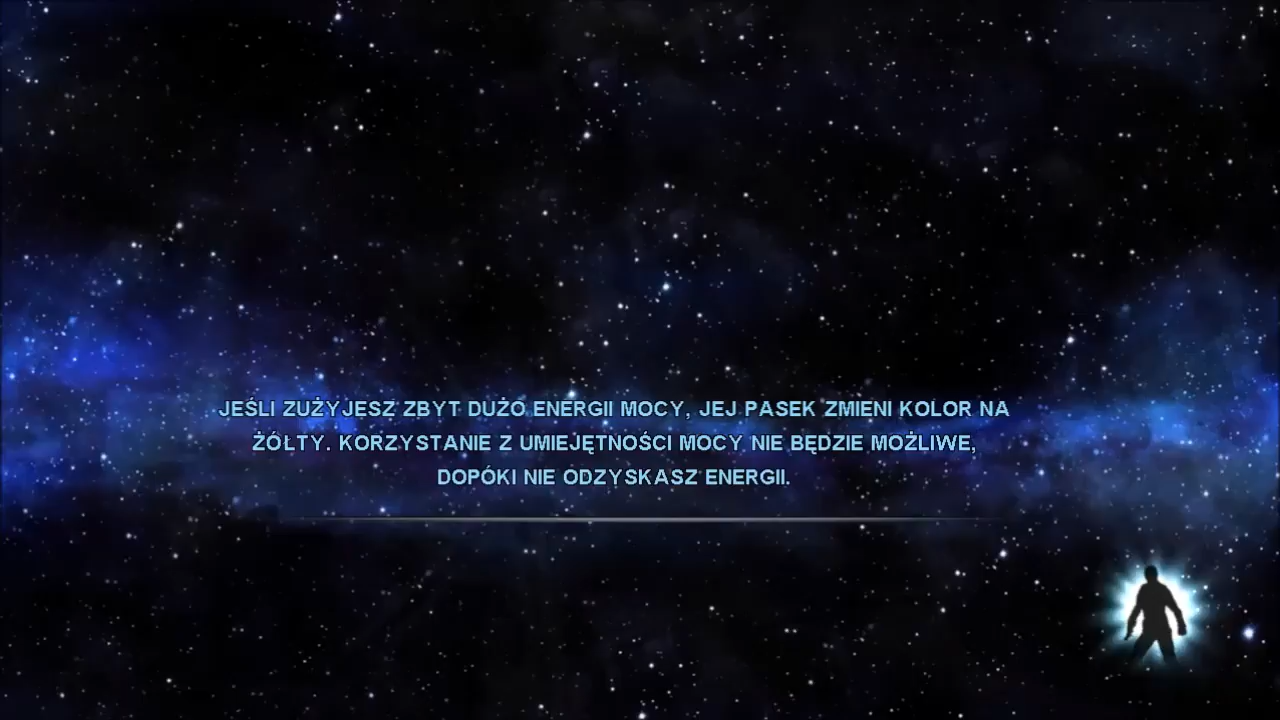 JEŚLI ZUŻYJESZ ZBYT DUŻO ENERGII MOCY, JEJ PASEK ZMIENI KOLOR NA
ŻÓŁTY. KORZYSTANIE Z UMIEJĘTNOŚCI MOCY NIE BĘDZIE MOŻLIWE,
DOPÓKI NIE ODZYSKASZ ENERGII.